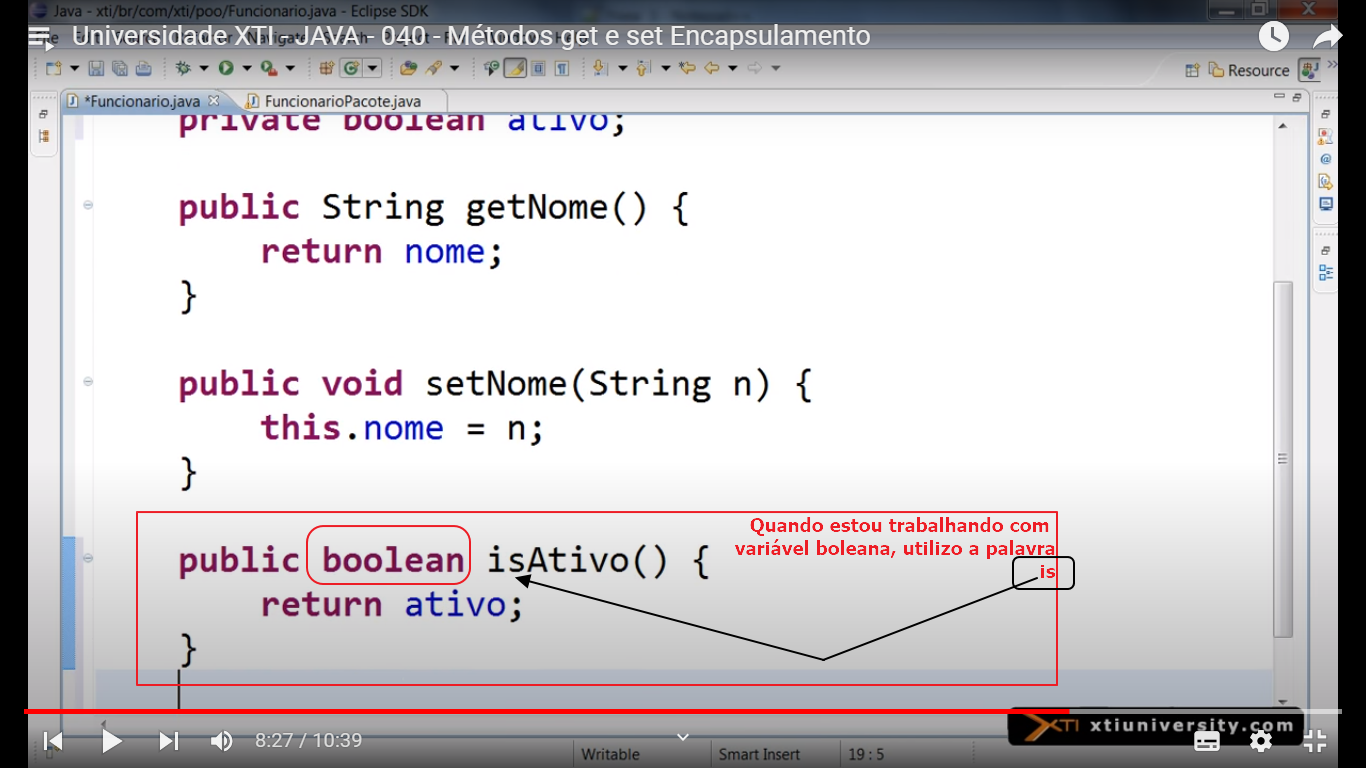 Java - xti/br/com/xti/poo/Funcionario.java - Eclipse SDK
Universidade XTI - JAVA - 040 - Métodos get e set Encapsulamento
Resource
*Funcionario.java
FuncionarioPacote.java
private boolean ativo;
public String getNome() {
return nome;
}
public void setNome(String n) {
this.nome = n;
}
Quando estou trabalhando com
variável boleana, utilizo a palavra
is
public boolean isAtivo() {
return ativo;
}
XTI xtiuniversity.com
8:27 / 10:39
Writable
Smart Insert
19 : 5